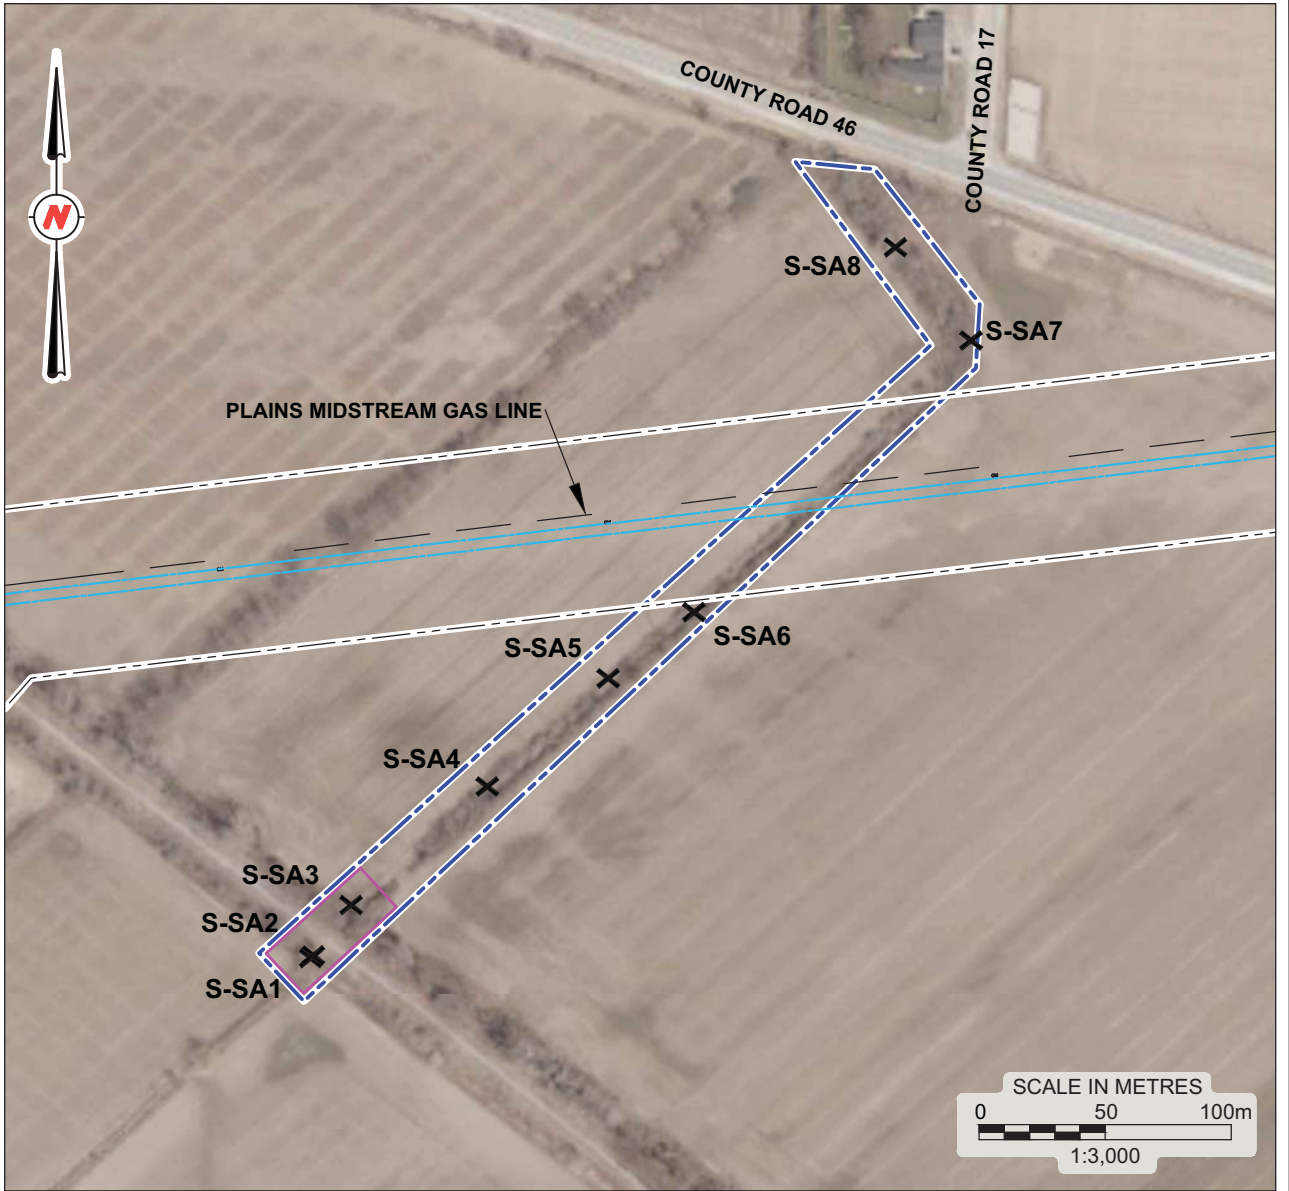 COUNTY ROAD 46
COUNTY ROAD 17
N
S-SA8
S-SA7
PLAINS MIDSTREAM GAS LINE
S-SA6
S-SA5
S-SA4
S-SA3
S-SA2
S-SA1
SCALE IN METRES
0 50 100m
1:3,000